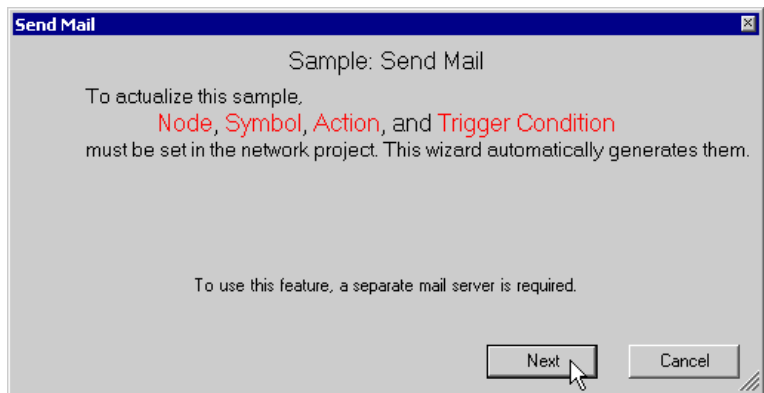 Send Mail
Sample: Send Mail
To actualize this sample,
Node, Symbol, Action, and Trigger Condition
must be set in the network project. This wizard automatically generates them.
To use this feature, a separate mail server is required.
Next
Cancel